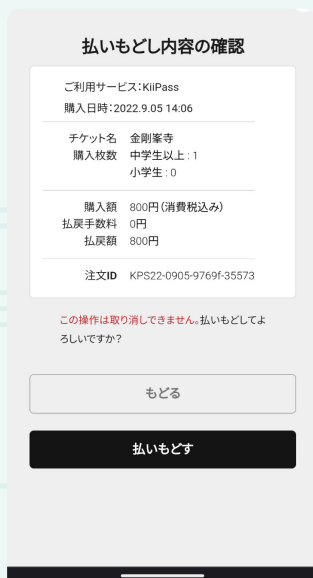 払いもどし内容の確認
ご利用サービス：KiiPass
購入日時：2022.9.05 14:06
チケット名 金剛峯寺
購入枚数 中学生以上 : 1
小学生 : 0
購入額 800円（消費税込み）
払戻手数料 0円
払戻額 800円
注文ID KPS22-0905-9769f-35573
この操作は取り消しできません。払いもどしてよ
ろしいですか？
もどる
払いもどす